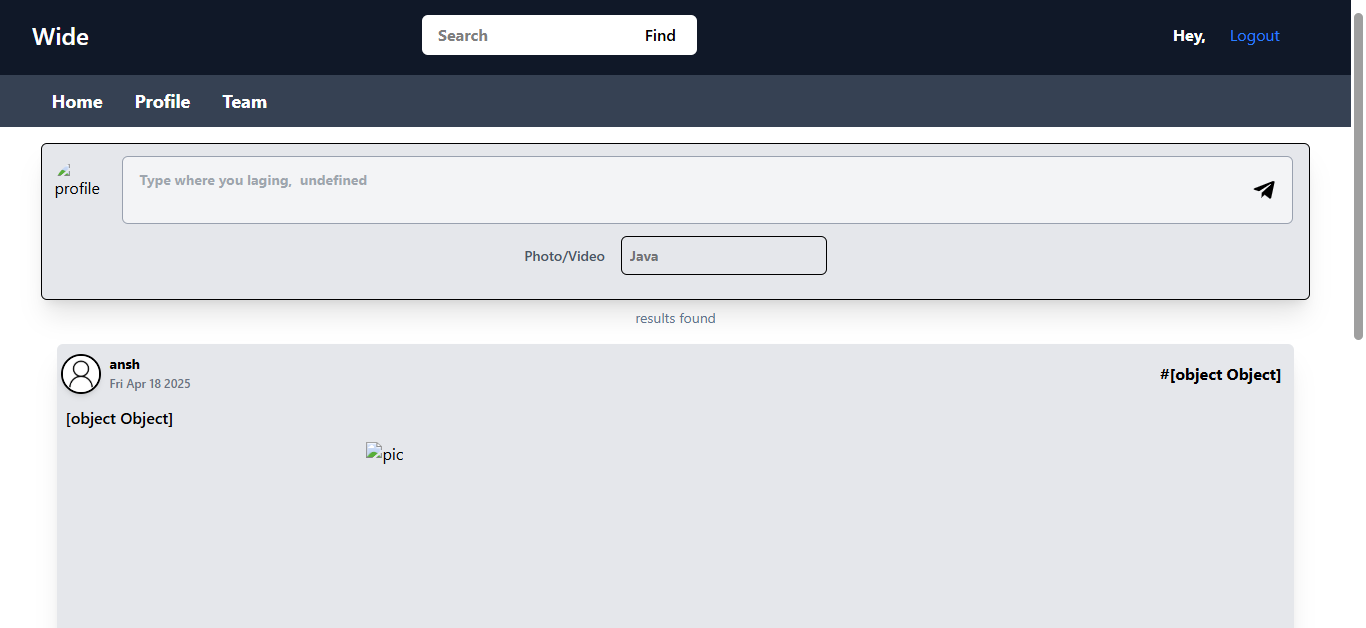 Wide
Search Find
Hey, Logout
Home Profile Team
profile
Type where you laging, undefined
Photo/Video Java
results found
ansh
Fri Apr 18 2025
#[object Object]
[object Object]
pic